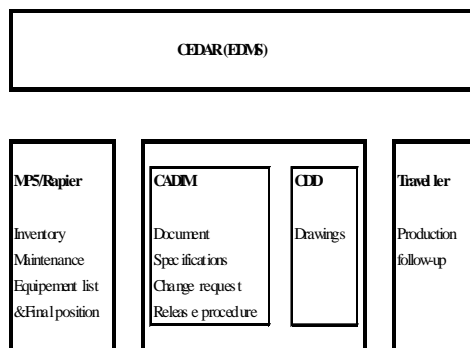 CEDAR (EDMS)
MP5/Rapier
Inventory
Maintenance
Equipement list
&Final position
CADIM
Document
Specifications
Change request
Release procedure
CDD
Drawings
Traveller
Production
follow-up